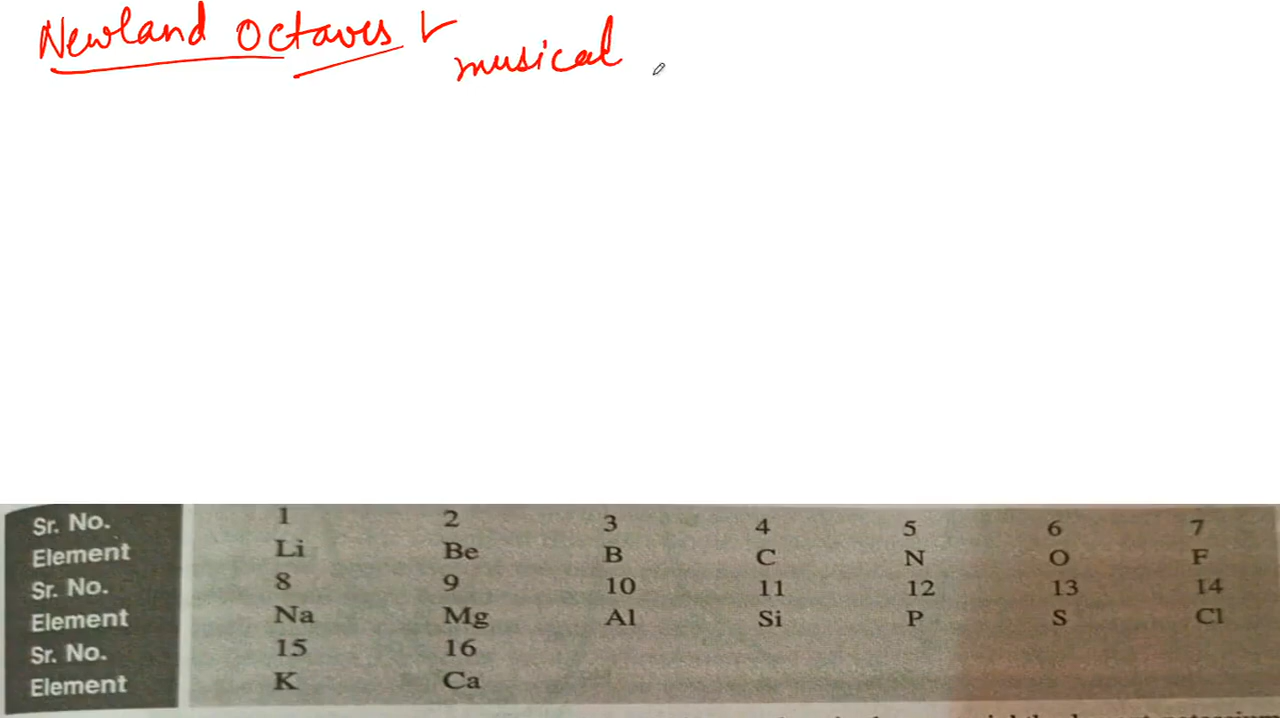 Newland Octaves
musical
Sr. No. 1 2 3 4 5 6 7
Element Li Be B C N O F
Sr. No. 8 9 10 11 12 13 14
Element Na Mg Al Si P S Cl
Sr. No. 15 16
Element K Ca